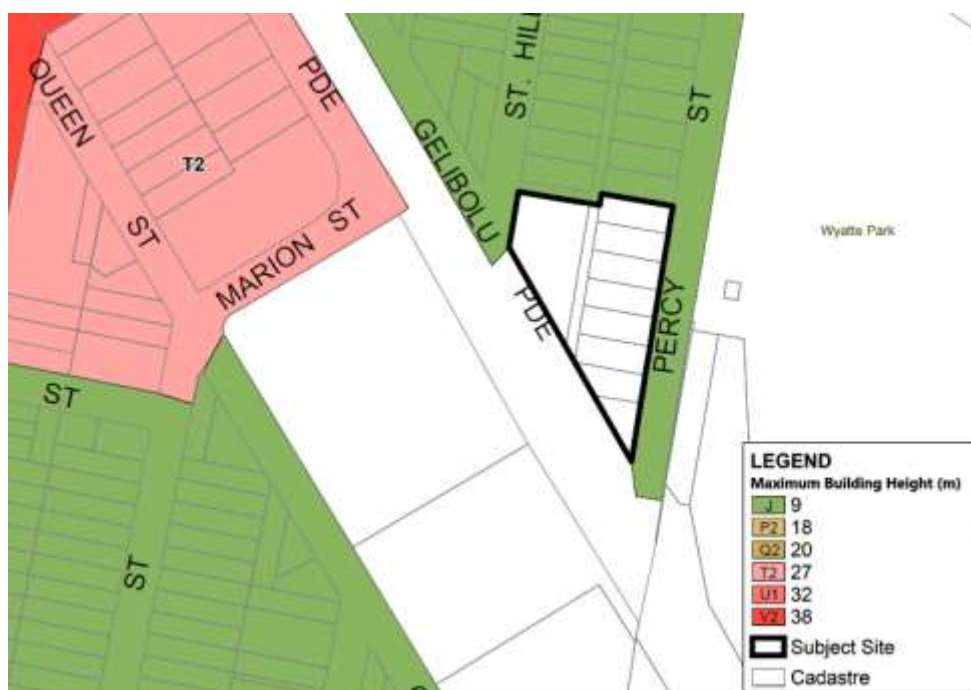 QUEEN
ST
T2
PDE
MARION ST
GELIBOLU
PDE
ST. HIL
ST
PERCY
Wyatte Park
ST
ST
LEGEND
Maximum Building Height (m)
J 9
P2 18
Q2 20
T2 27
U1 32
V2 38
Subject Site
Cadastre